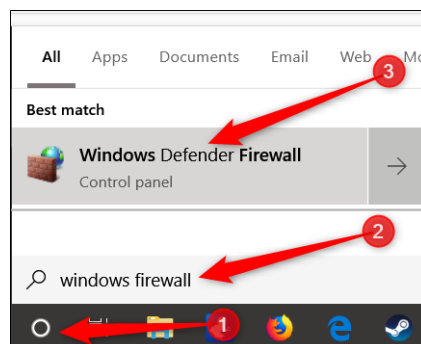 All Apps Documents Email Web
3
Best match
Windows Defender Firewall
Control panel
2
windows firewall
1